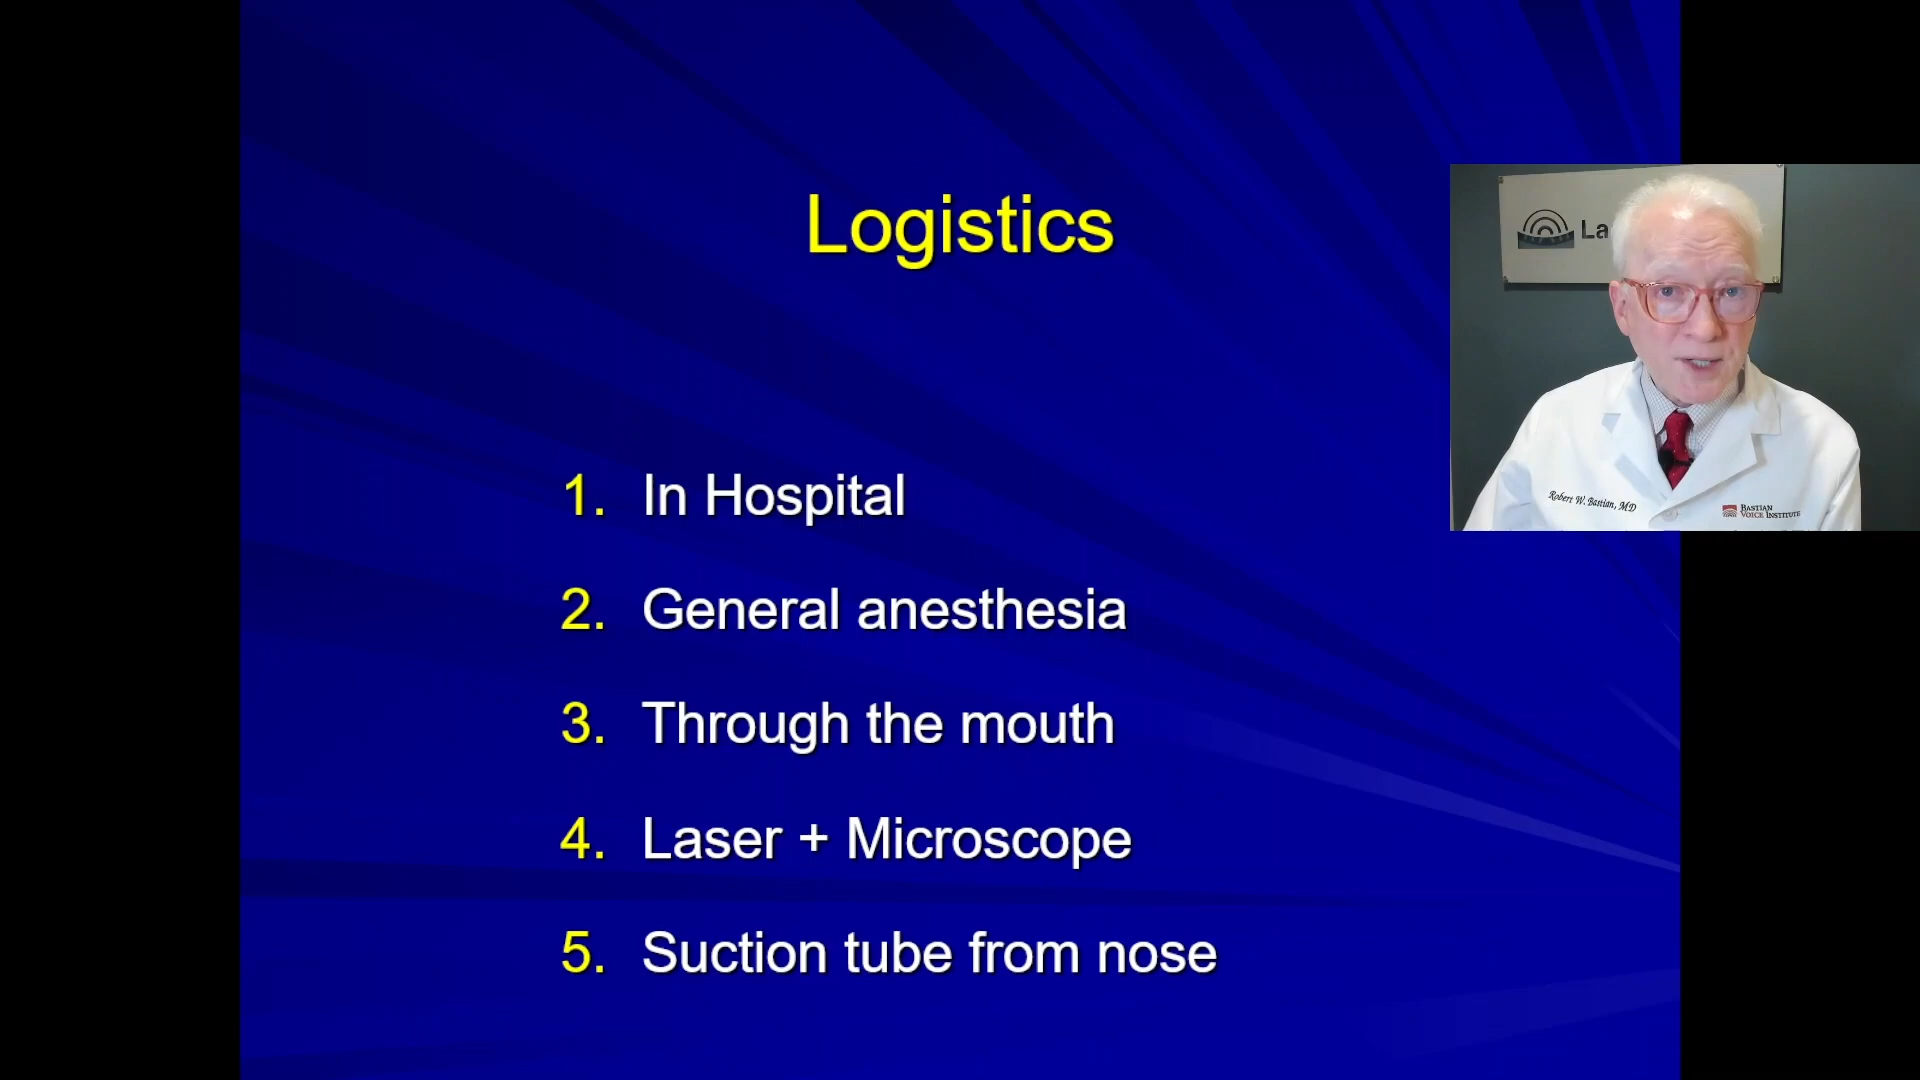 Logistics
1. In Hospital
2. General anesthesia
3. Through the mouth
4. Laser + Microscope
5. Suction tube from nose
La
Robert W. Bastian, MD
BASTIAN
VOICE INSTITUTE